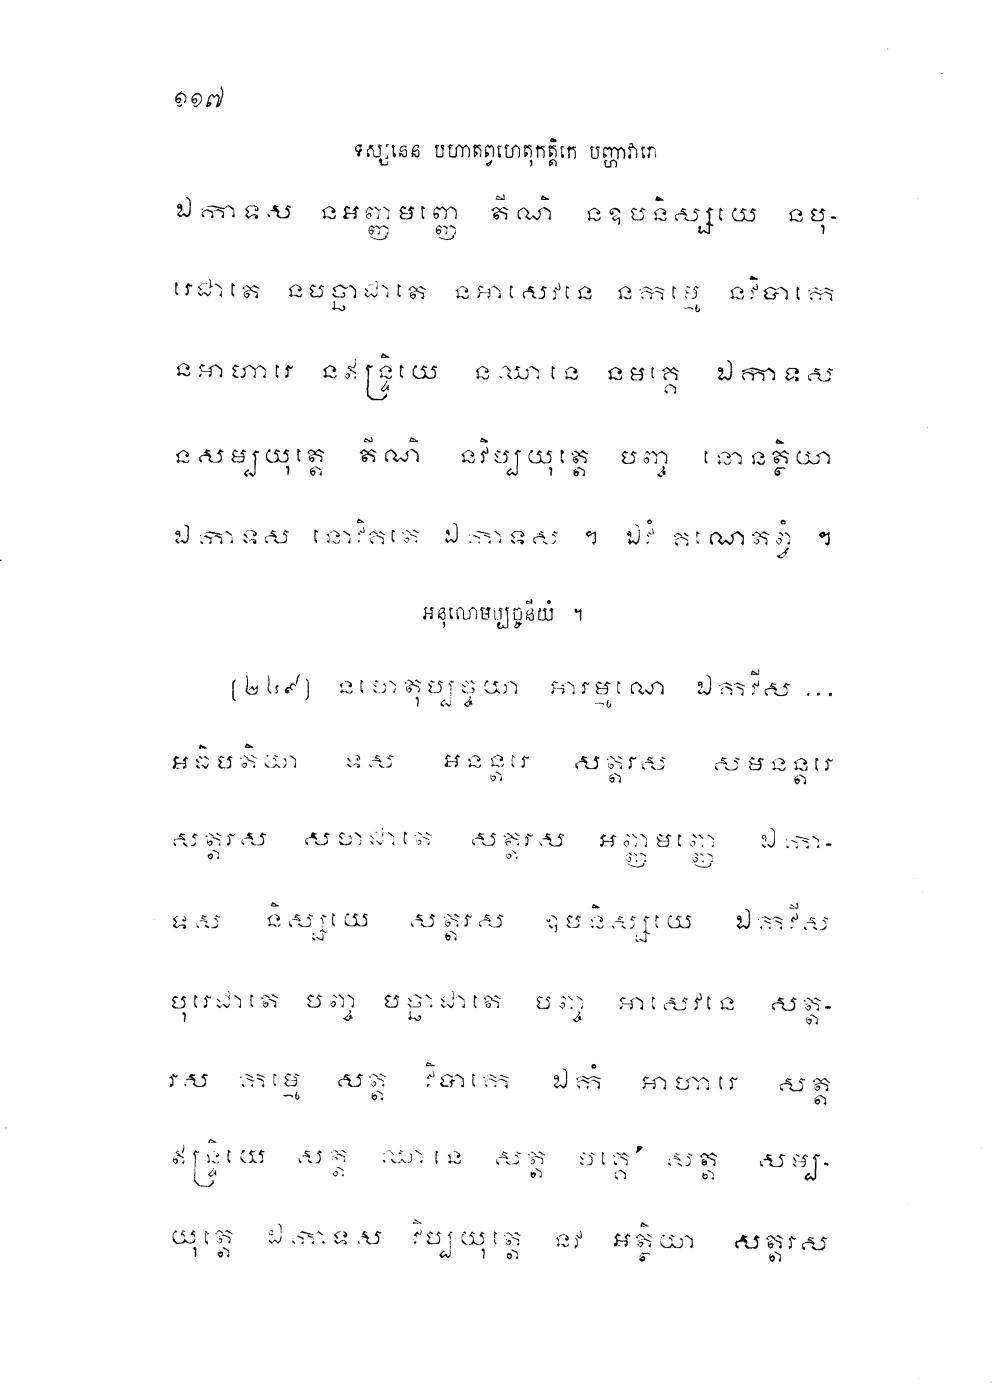 ១១៧
ទស្សនេន បហាតព្វហេតុកត្តិកេ បញ្ហាវារោ
ឯកាទស នអញ្ញមញ្ញេ តីណិ នឧបនិស្សយេ នបុ-
រេជាតេ នបច្ឆាជាតេ នអាសេវនេ នកម្មេ នវិបាកេ
នអាហារេ នឥន្ទ្រិយេ នឈានេ នមគ្គេ ឯកាទស
នសម្បយុត្តេ តីណិ នវិប្បយុត្តេ បញ្ច នោនត្ថិយា
ឯកាទស នោវិគតេ ឯកាទស ។ ឯវំ គណេតព្វំ ។
អនុលោមប្បច្ចនីយំ ។
[២៤៩] នហេតុប្បច្ចយា អារម្មណេ ឯកវីស ...
អធិបតិយា ទស អនន្តរេ សត្តរស សមនន្តរេ
សត្តរស សហជាតេ សត្តរស អញ្ញមញ្ញេ ឯកា-
ទស និស្សយេ សត្តរស ឧបនិស្សយេ ឯកវីស
បុរេជាតេ បញ្ច បច្ឆាជាតេ បញ្ច អាសេវនេ សត្ត-
រស កម្មេ សត្ត វិបាកេ ឯកំ អាហារេ សត្ត
ឥន្ទ្រិយេ សត្ត ឈានេ សត្ត មគ្គេ សត្ត សម្ប-
យុត្តេ ឯកាទស វិប្បយុត្តេ នវ អត្ថិយា សត្តរស